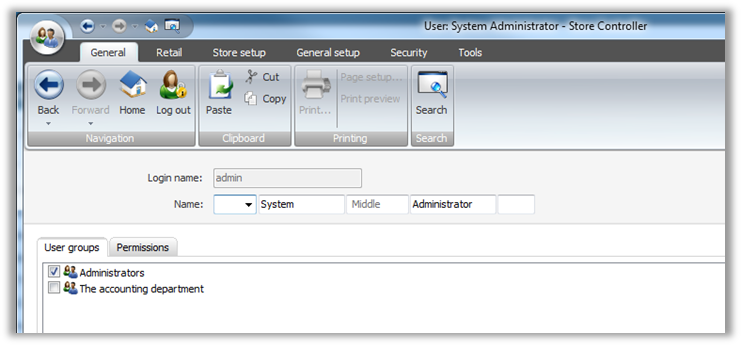 User: System Administrator - Store Controller
General Retail Store setup General setup Security Tools
Back Forward Home Log out Paste Cut Copy Print... Page setup... Print preview Search
Navigation Clipboard Printing Search
Login name: admin
Name: System Middle Administrator
User groups Permissions
Administrators
The accounting department